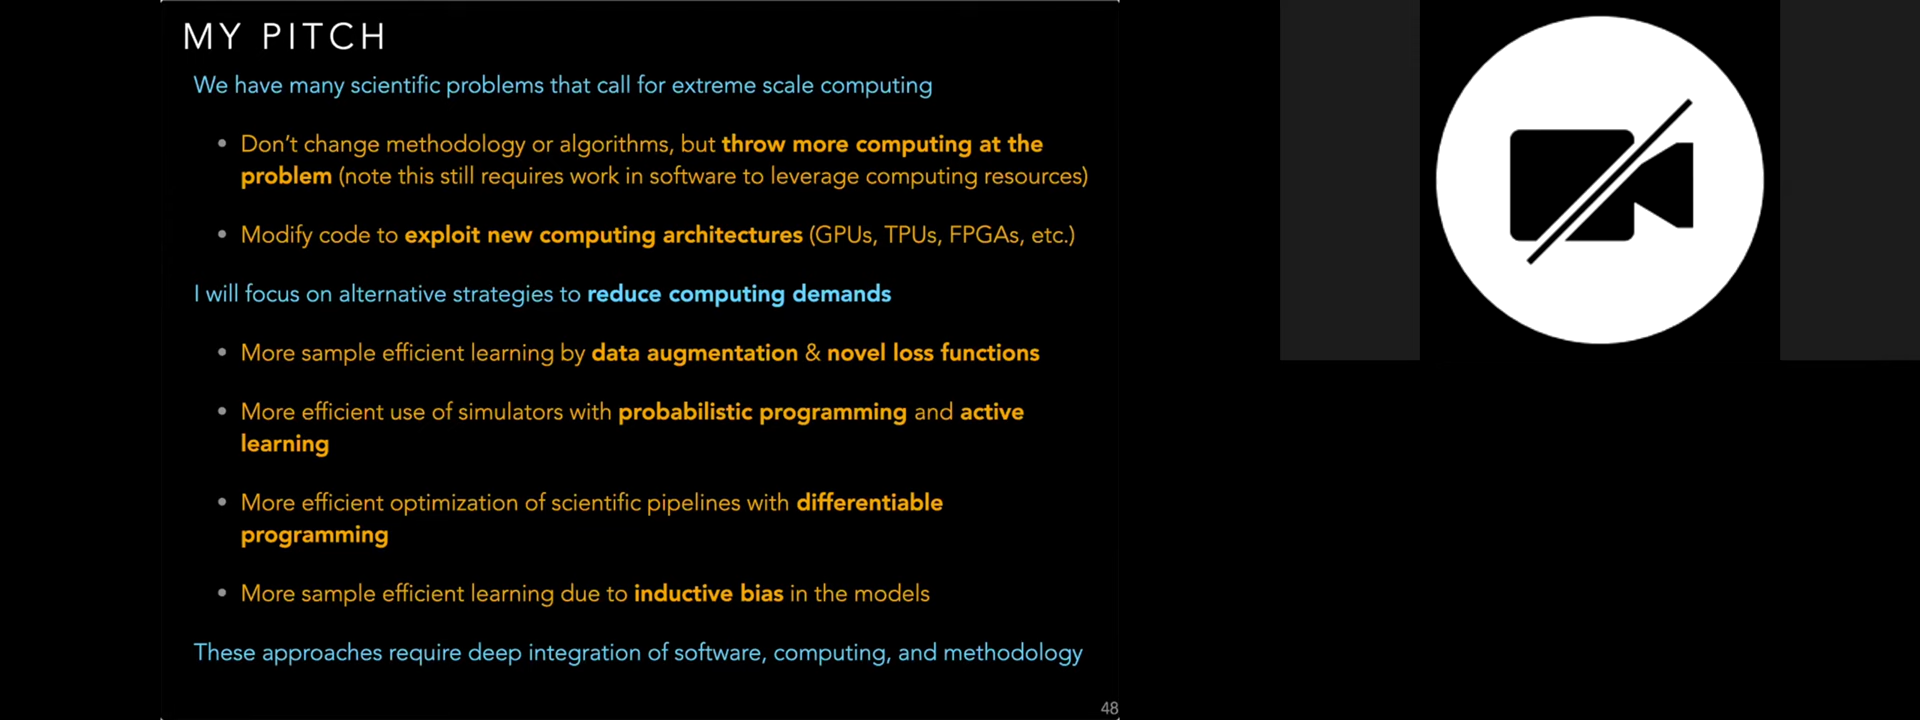 MY PITCH
We have many scientific problems that call for extreme scale computing
• Don't change methodology or algorithms, but throw more computing at the
problem (note this still requires work in software to leverage computing resources)
• Modify code to exploit new computing architectures (GPUs, TPUs, FPGAs, etc.)
I will focus on alternative strategies to reduce computing demands
• More sample efficient learning by data augmentation & novel loss functions
• More efficient use of simulators with probabilistic programming and active
learning
• More efficient optimization of scientific pipelines with differentiable
programming
• More sample efficient learning due to inductive bias in the models
These approaches require deep integration of software, computing, and methodology
48